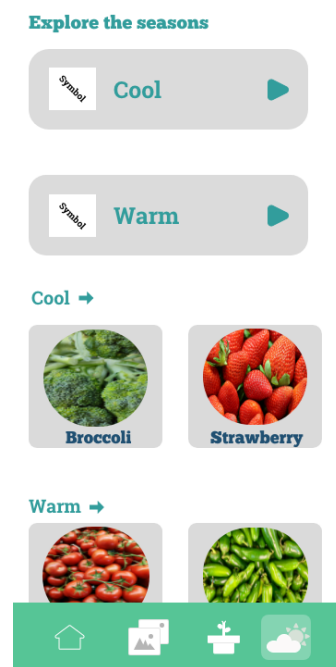 Explore the seasons
Symbol
Cool
Symbol
Warm
Cool
Broccoli
Strawberry
Warm